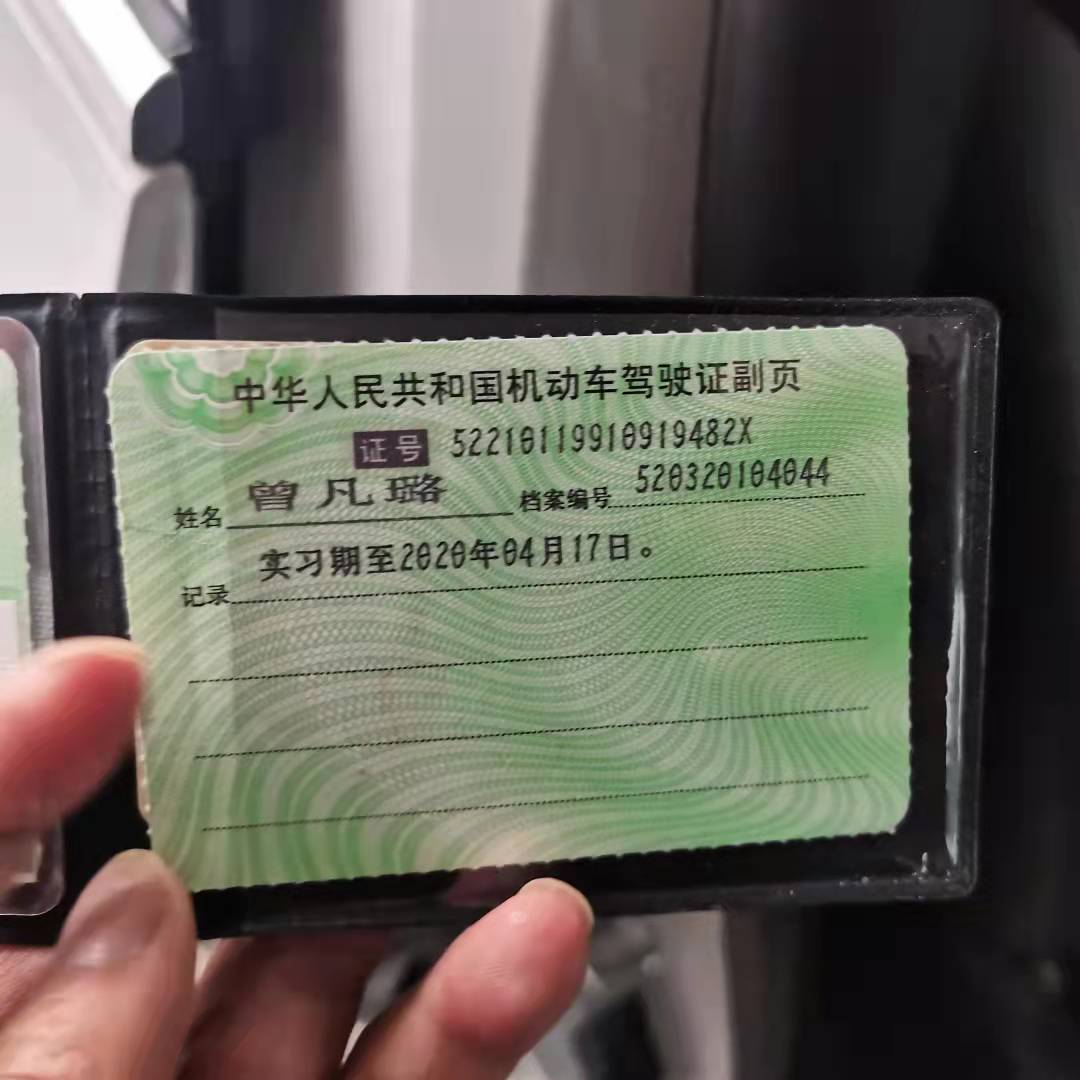 中华人民共和国机动车驾驶证副页
证号 52210119910919482X
姓名 曾凡璐 档案编号 520320104044
记录 实习期至2020年04月17日。